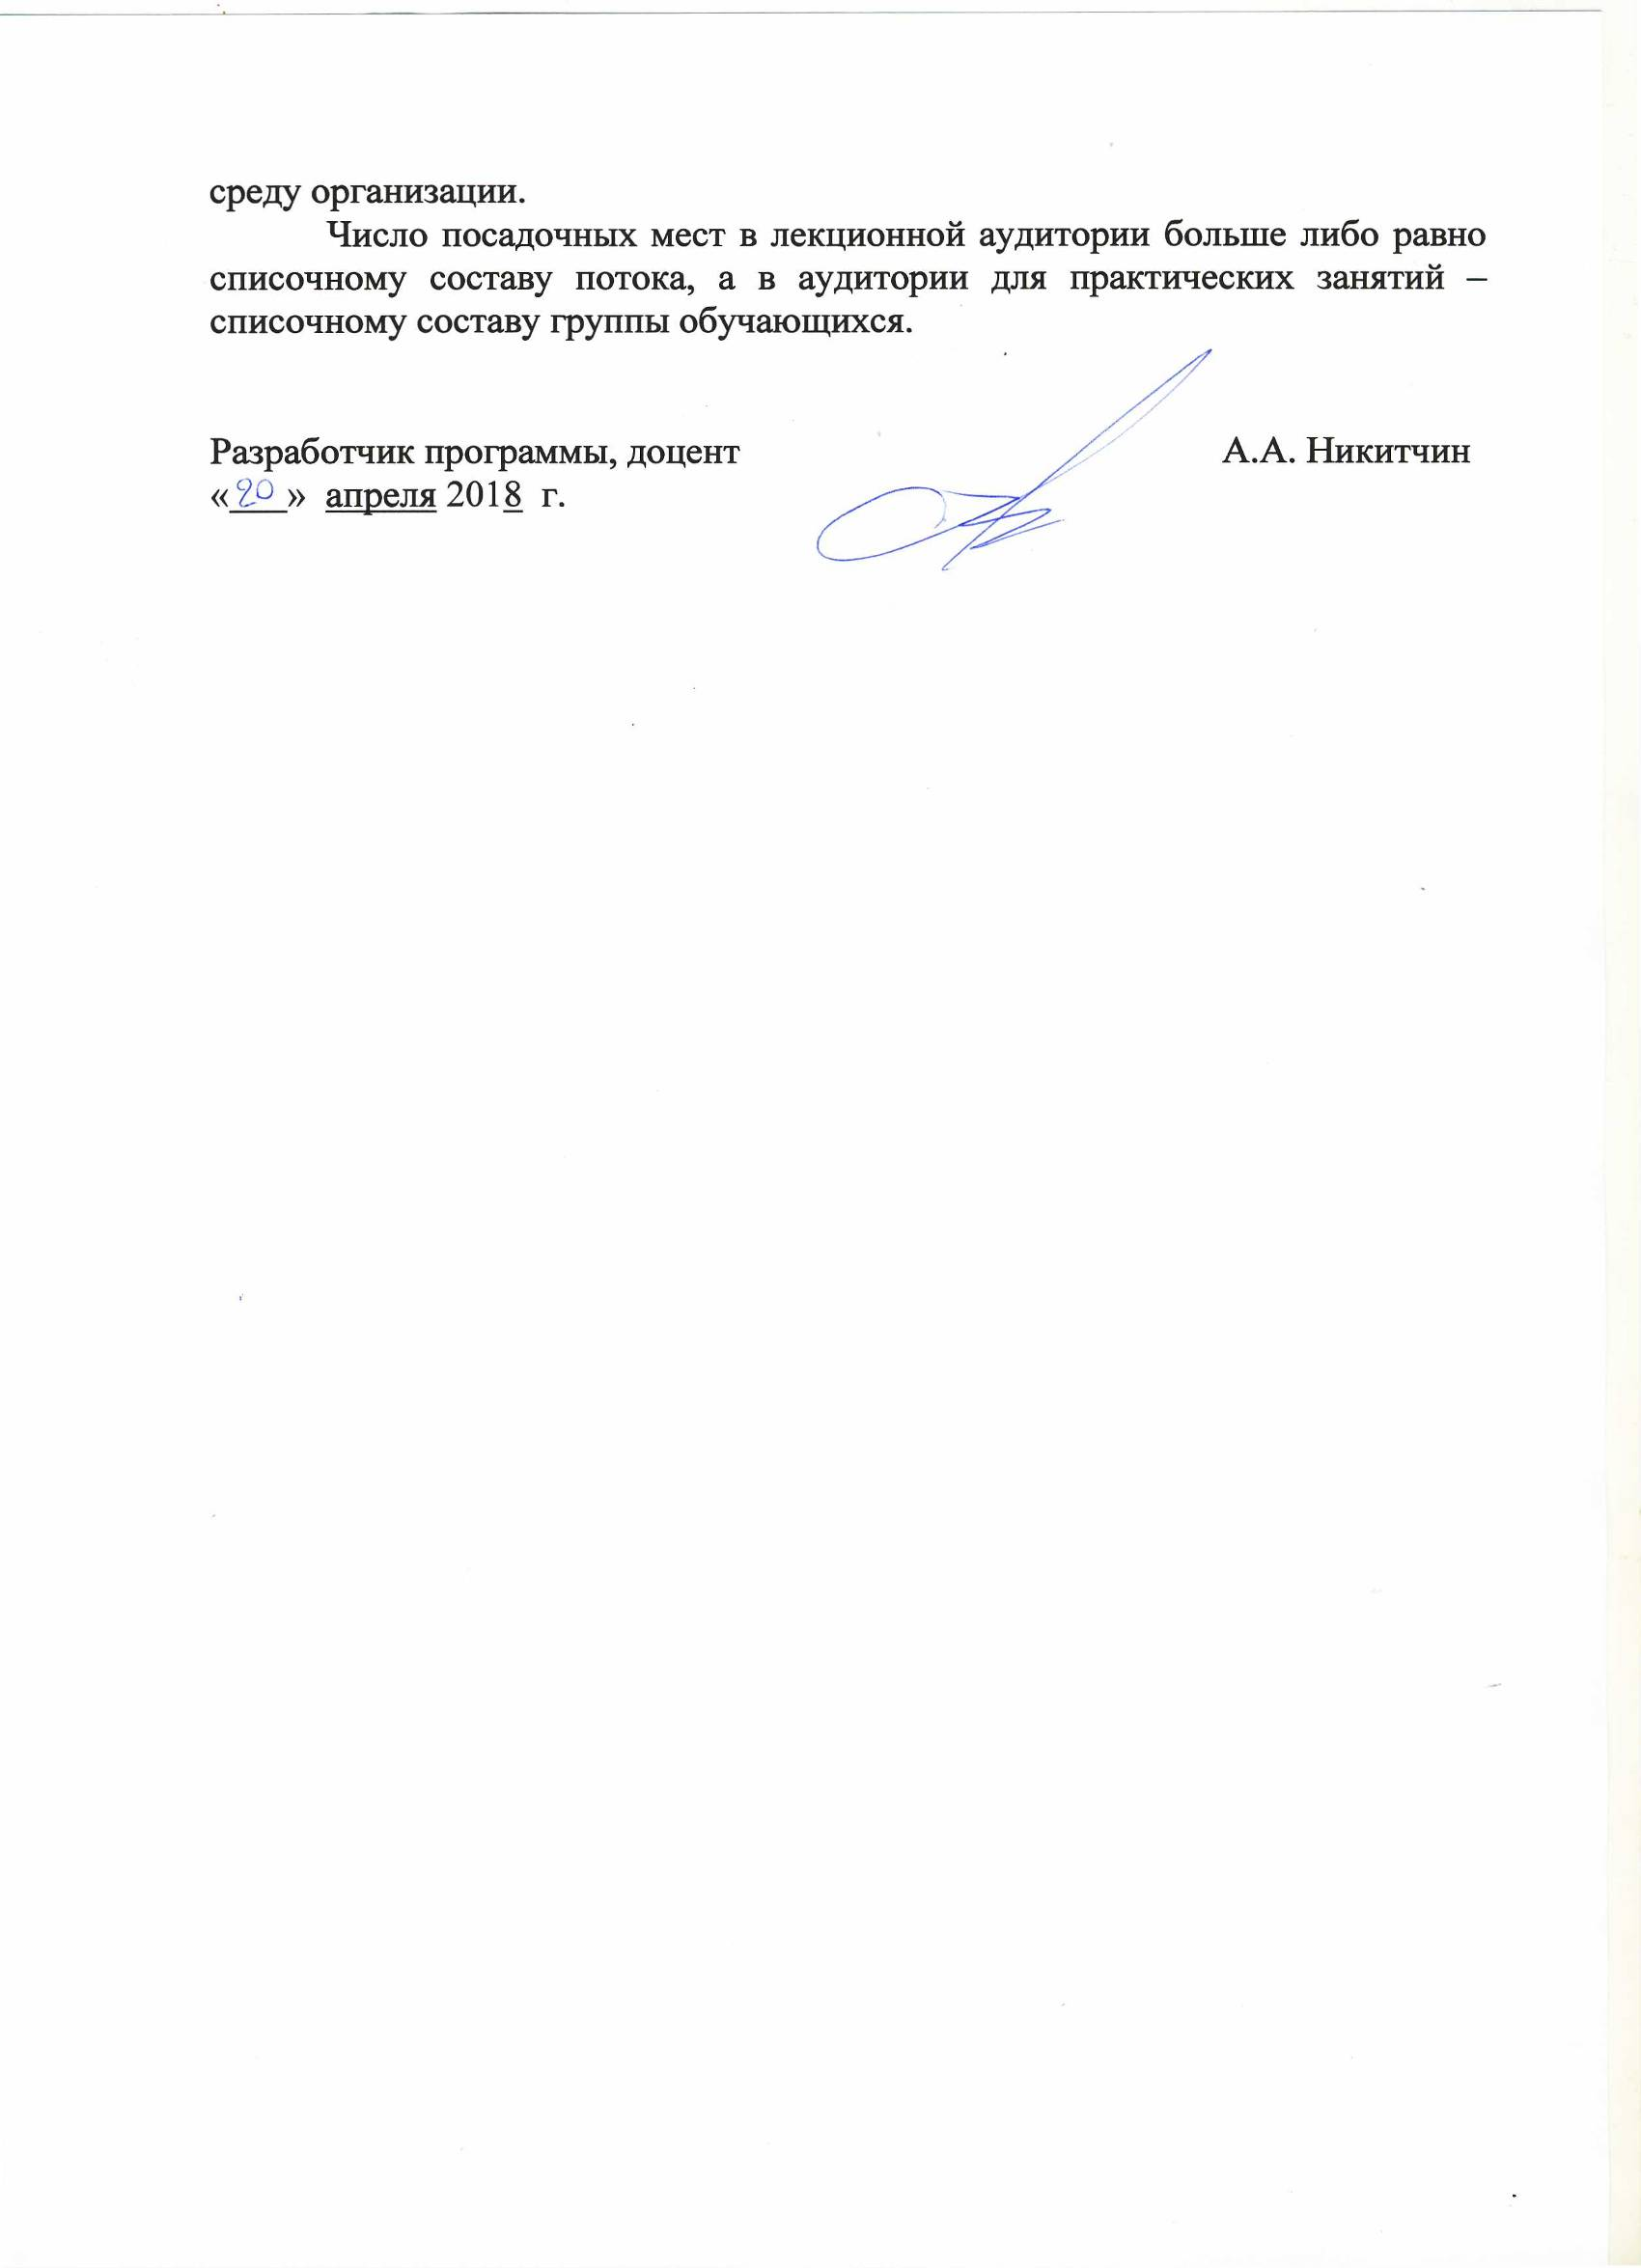 среду организации.
Число посадочных мест в лекционной аудитории больше либо равно
списочному составу потока, а в аудитории для практических занятий –
списочному составу группы обучающихся.
Разработчик программы, доцент А.А. Никитчин
«20» апреля 2018 г.